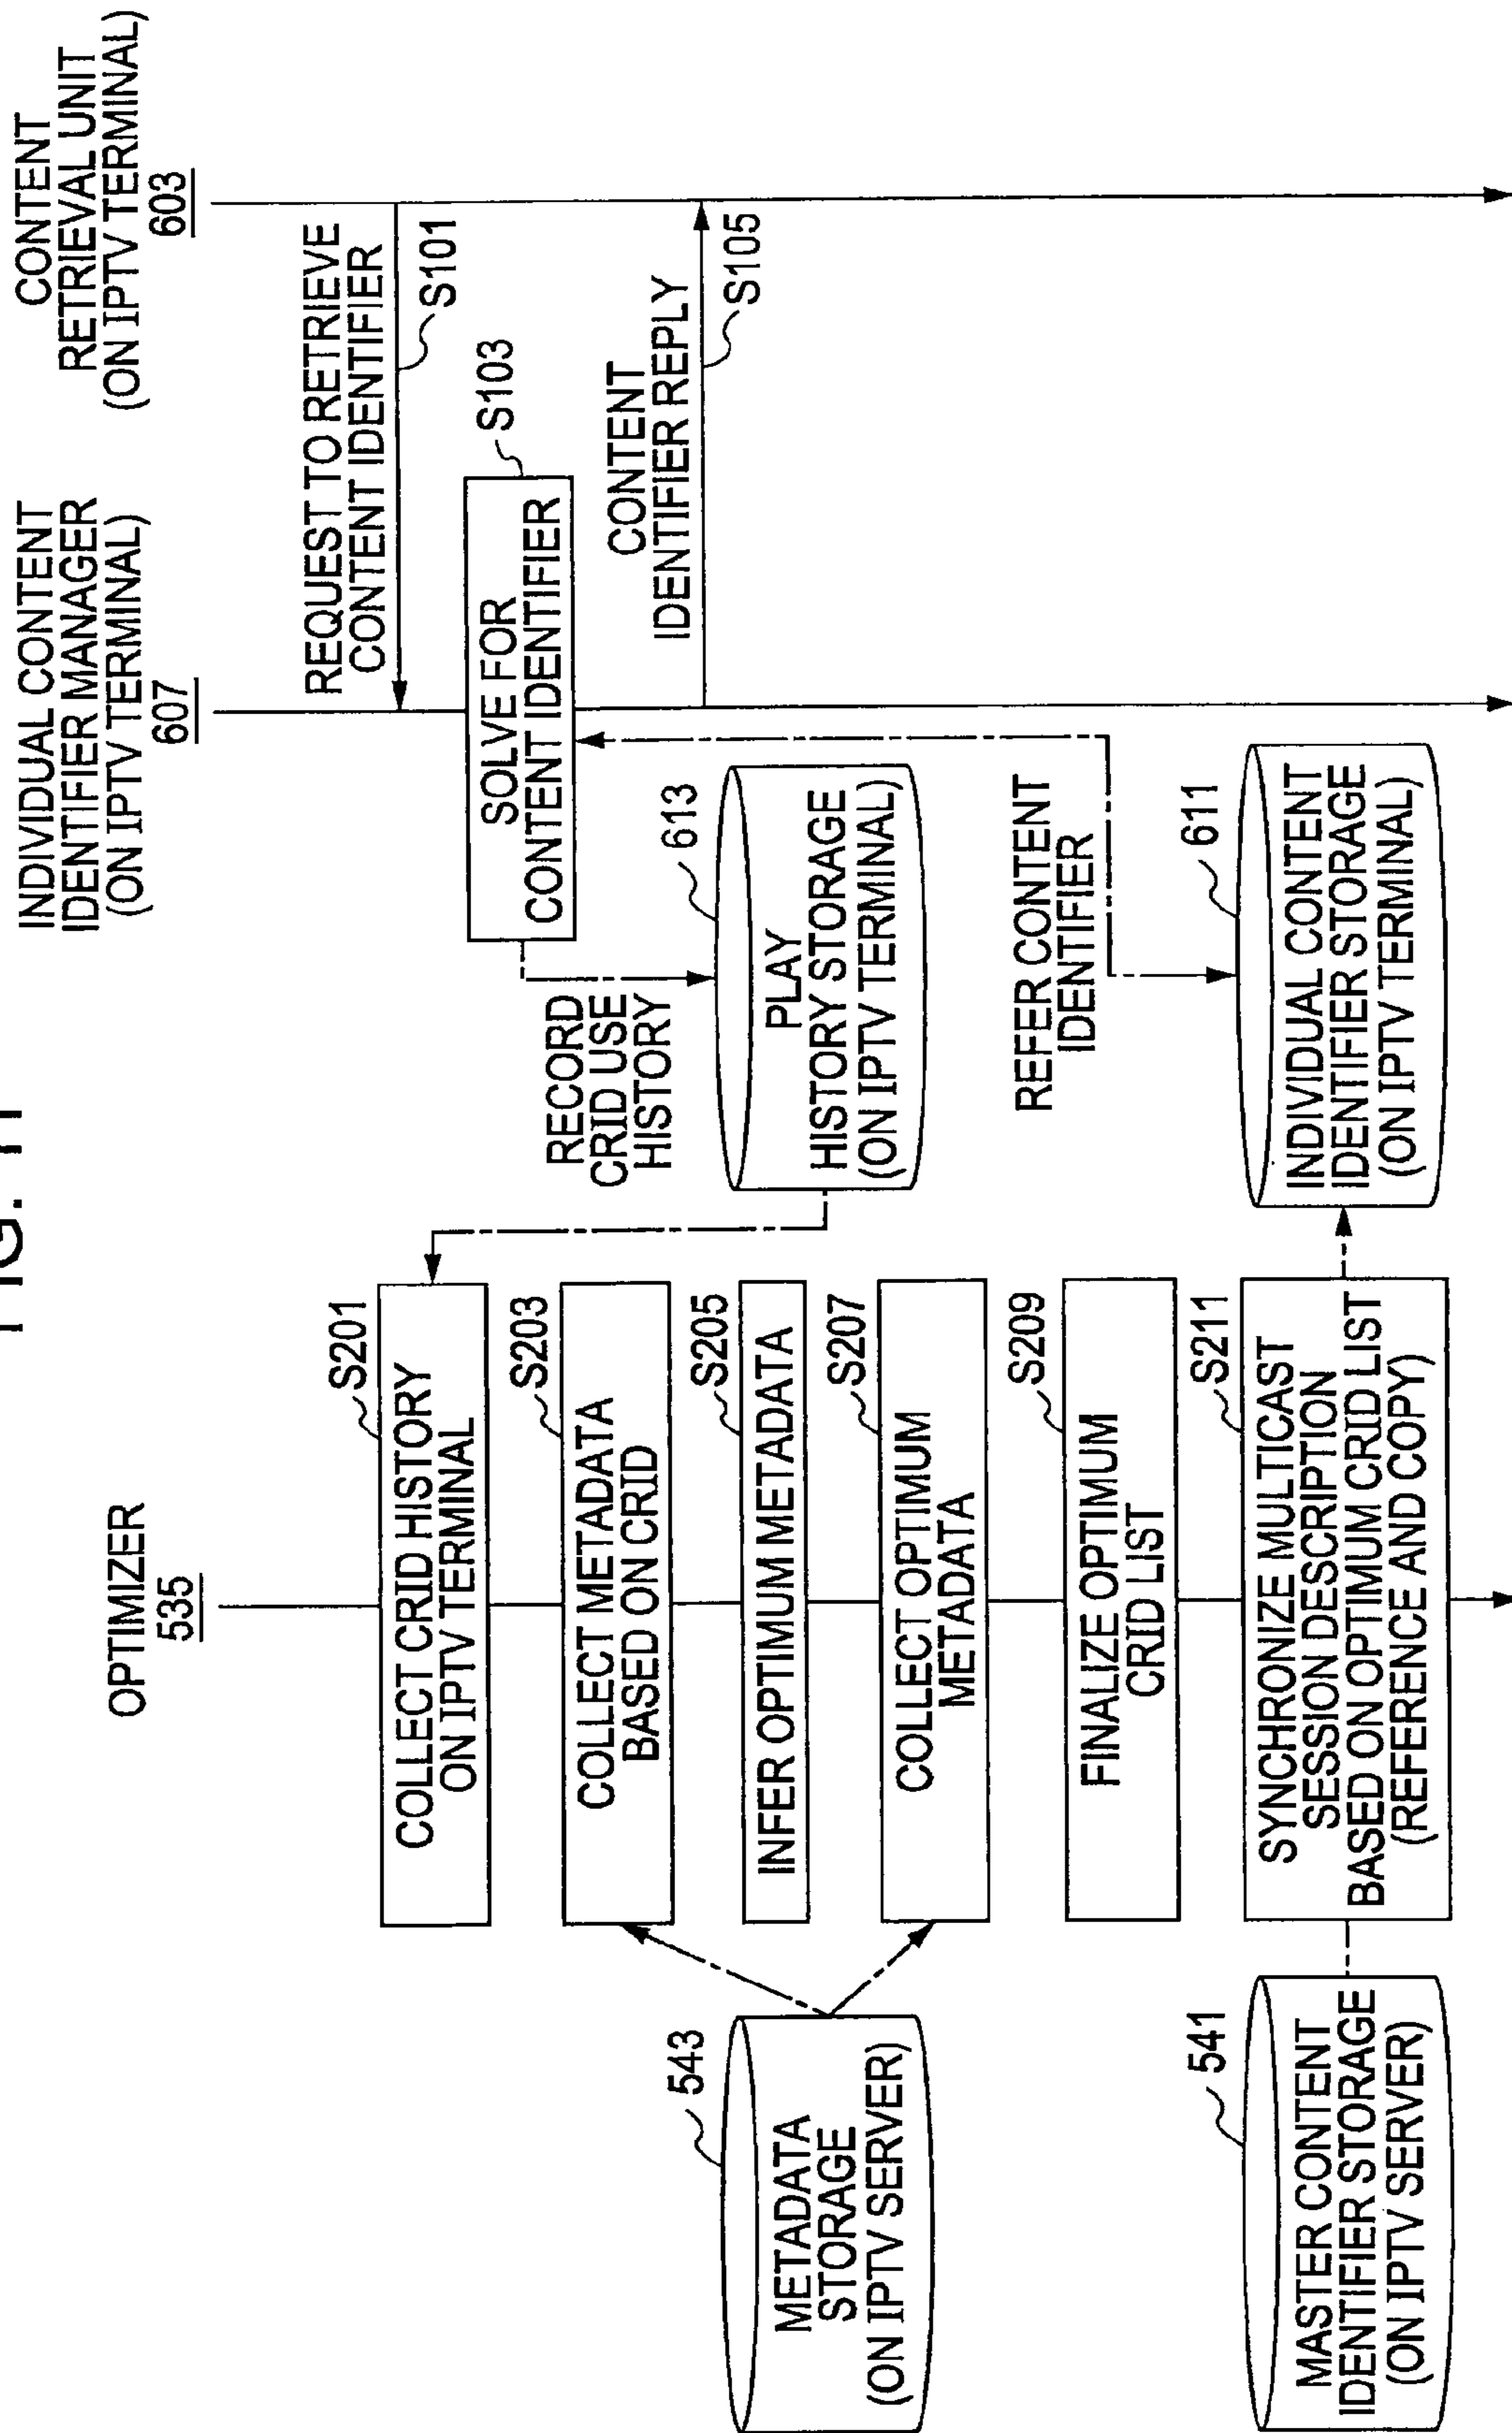 FIG. 11
OPTIMIZER
535
INDIVIDUAL CONTENT
IDENTIFIER MANAGER
(ON IPTV TERMINAL)
607
CONTENT
RETRIEVAL UNIT
(ON IPTV TERMINAL)
603
REQUEST TO RETRIEVE
CONTENT IDENTIFIER
S101
SOLVE FOR
CONTENT IDENTIFIER
S103
CONTENT
IDENTIFIER REPLY
S105
RECORD
CRID USE
HISTORY
PLAY
HISTORY STORAGE
(ON IPTV TERMINAL)
613
REFER CONTENT
IDENTIFIER
INDIVIDUAL CONTENT
IDENTIFIER STORAGE
(ON IPTV TERMINAL)
611
S201
COLLECT CRID HISTORY
ON IPTV TERMINAL
S203
COLLECT METADATA
BASED ON CRID
S205
INFER OPTIMUM METADATA
S207
COLLECT OPTIMUM
METADATA
S209
FINALIZE OPTIMUM
CRID LIST
S211
SYNCHRONIZE MULTICAST
SESSION DESCRIPTION
BASED ON OPTIMUM CRID LIST
(REFERENCE AND COPY)
543
METADATA
STORAGE
(ON IPTV SERVER)
541
MASTER CONTENT
IDENTIFIER STORAGE
(ON IPTV SERVER)